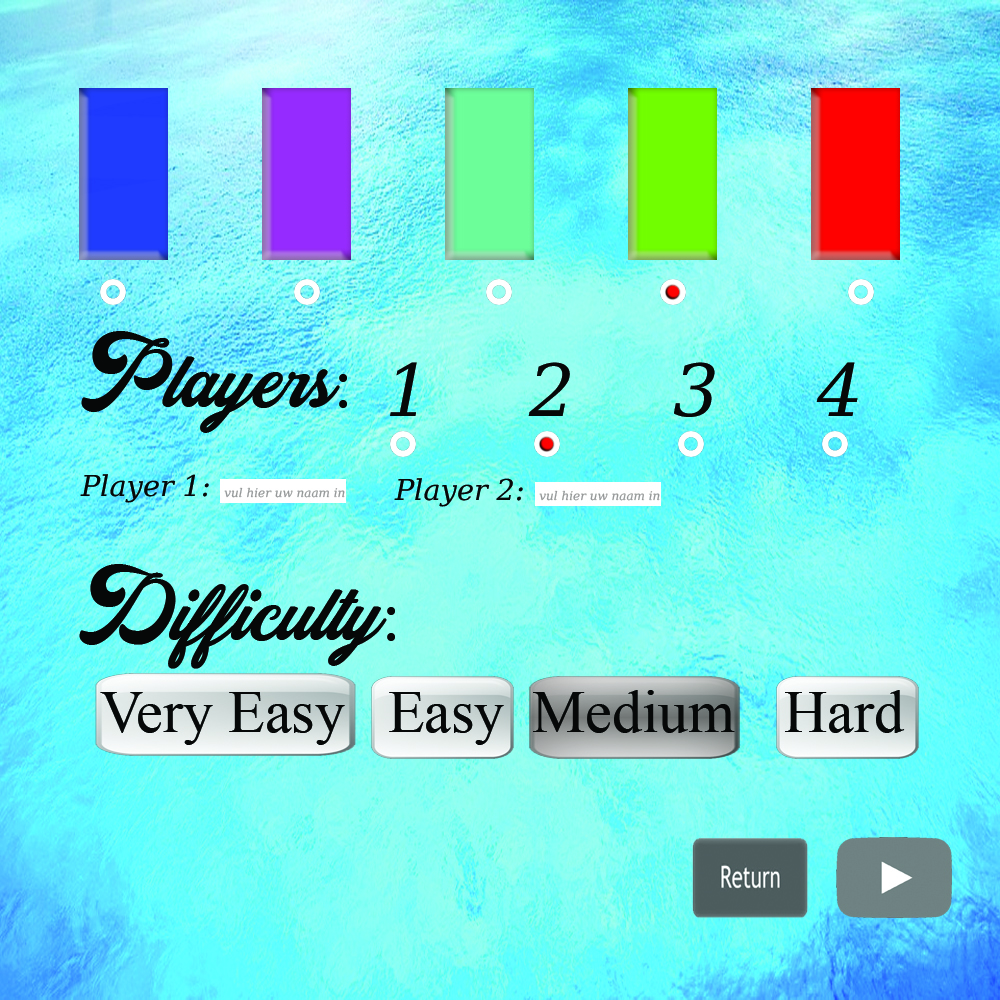 Players: 1 2 3 4
Player 1: vul hier uw naam in Player 2: vul hier uw naam in
Difficulty:
Very Easy Easy Medium Hard
Return